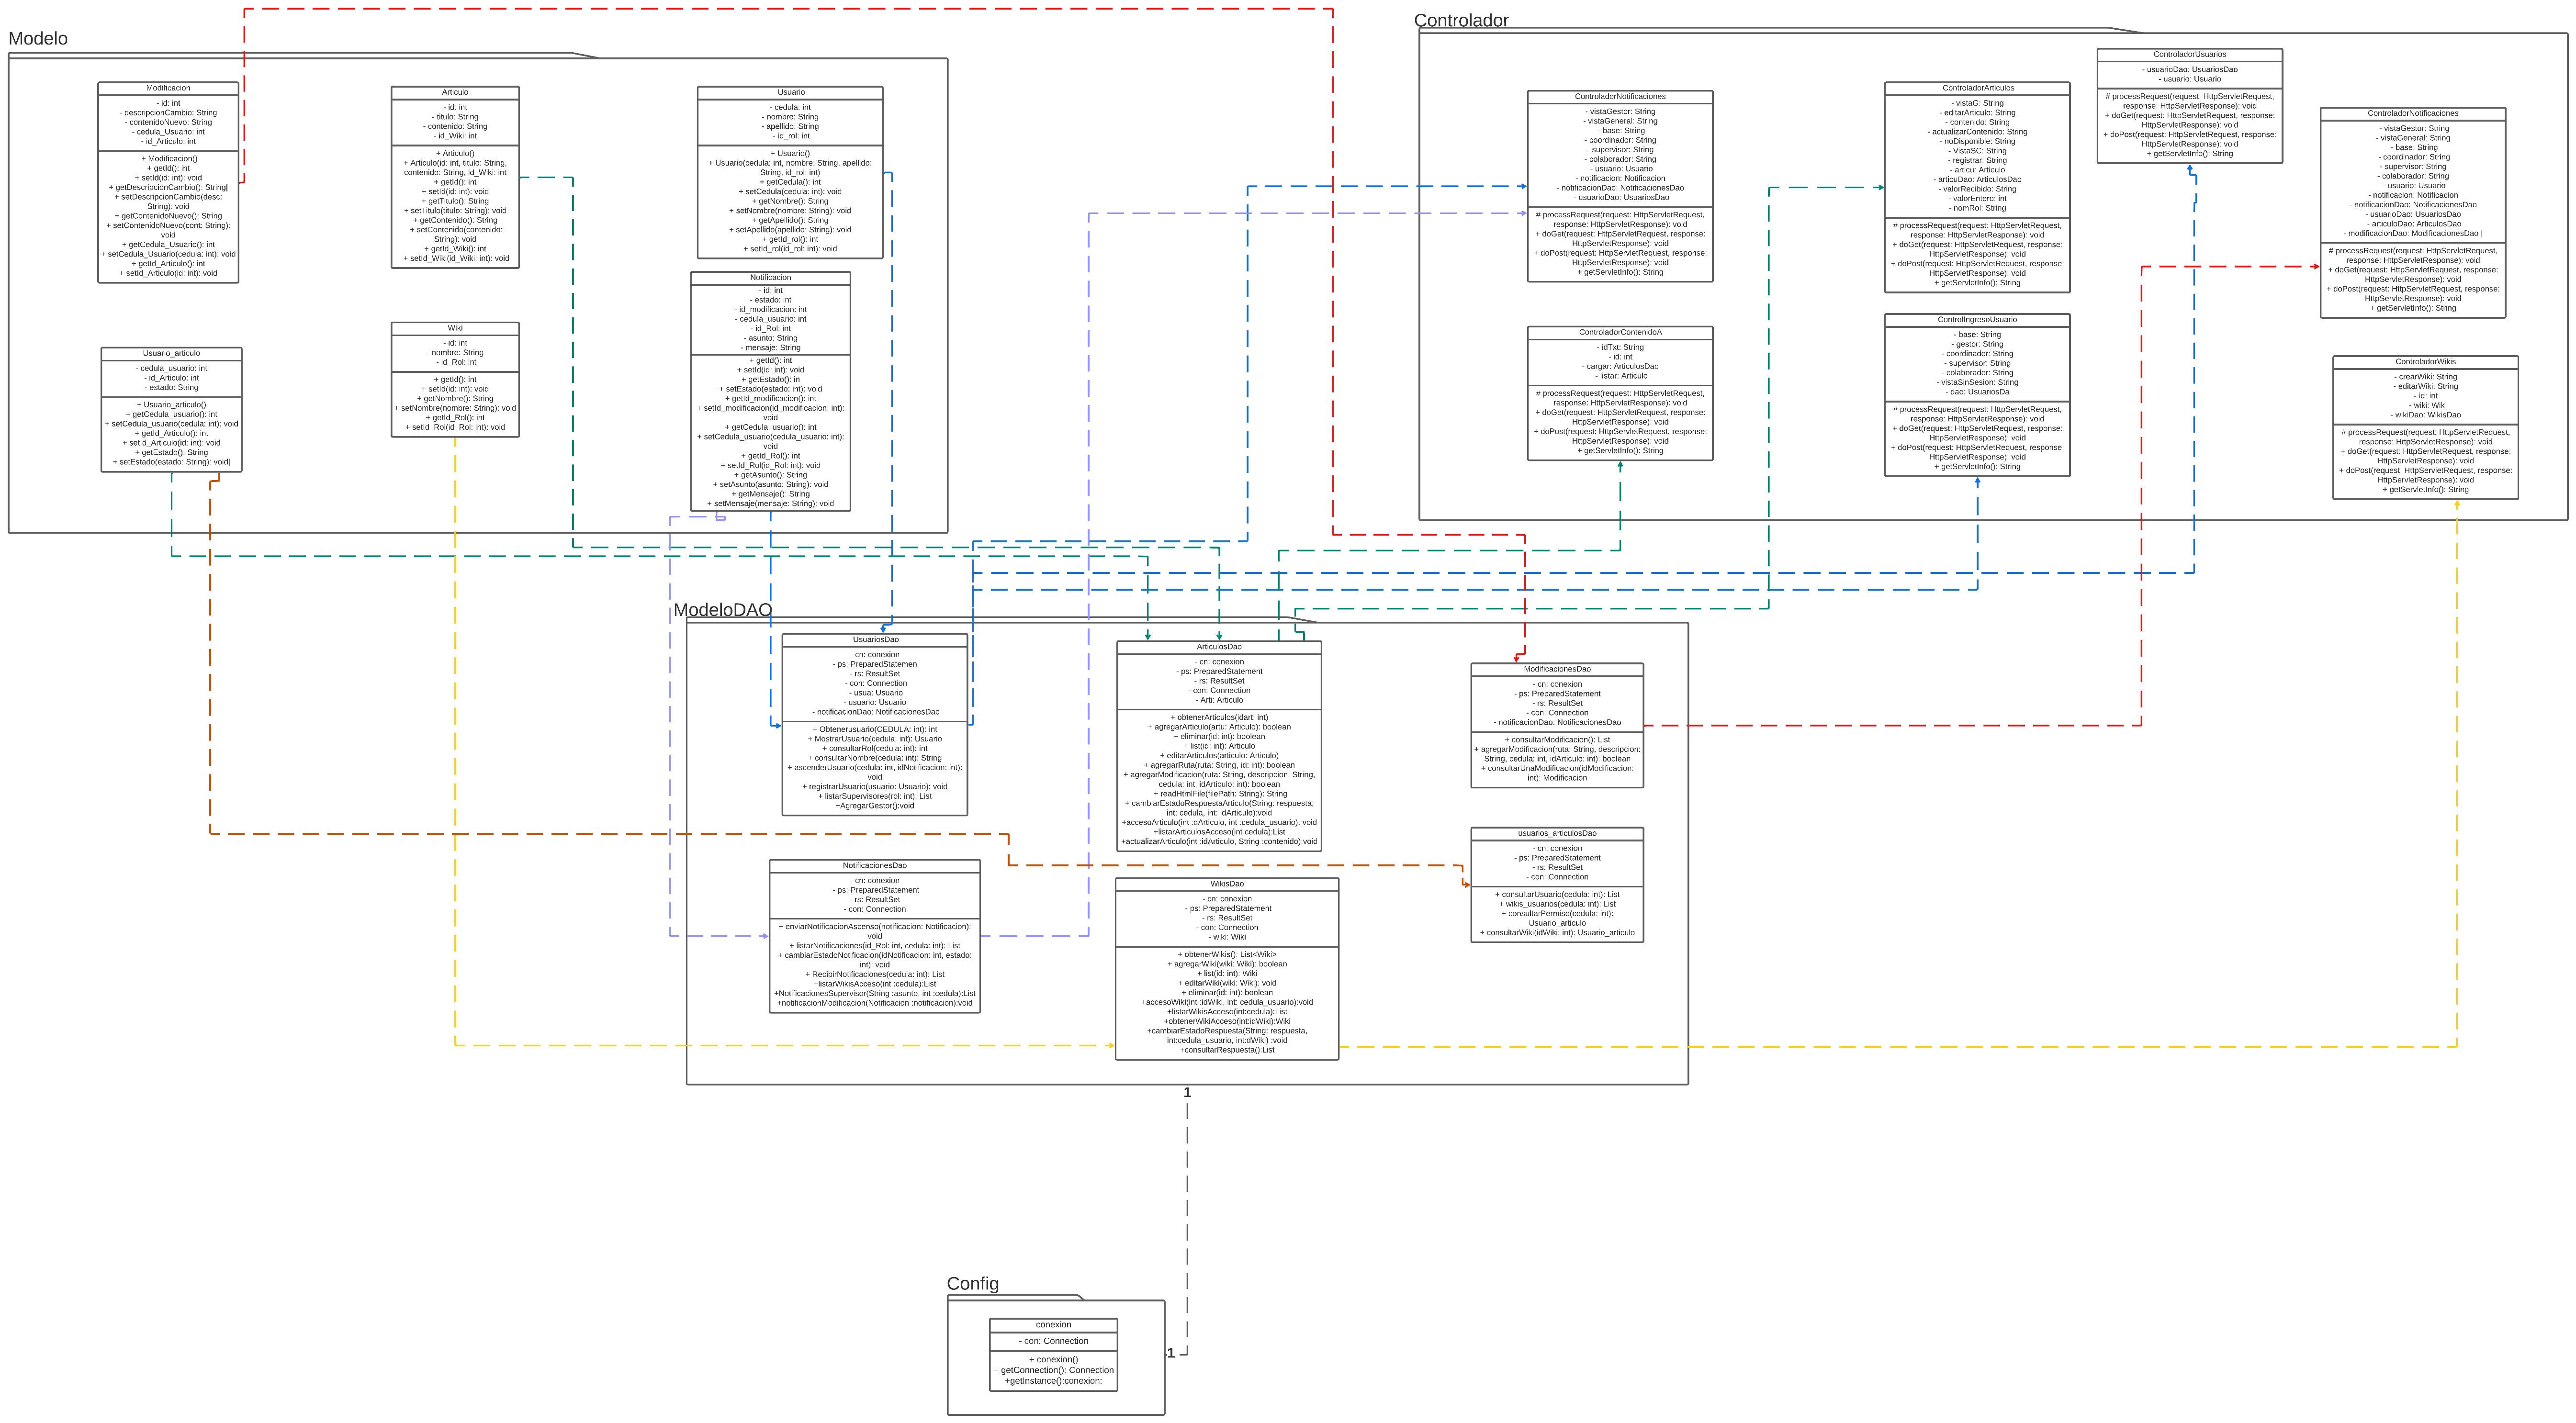 Modelo
Modificacion
- id: int
- descripcionCambio: String
- contenidoNuevo: String
- cedula_Usuario: int
- id_Articulo: int
+ Modificacion()
+ getId(): int
+ setId(id: int): void
+ getDescripcionCambio(): String|
+ setDescripcionCambio(desc:
String): void
+ getContenidoNuevo(): String
+ setContenidoNuevo(cont: String):
void
+ getCedula_Usuario(): int
+ setCedula_Usuario(cedula: int): void
+ getId_Articulo(): int
+ setId_Articulo(id: int): void
Articulo
- id: int
- titulo: String
- contenido: String
- id_Wiki: int
+ Articulo()
+ Articulo(id: int, titulo: String,
contenido: String, id_Wiki: int
+ getId(): int
+ setId(id: int): void
+ getTitulo(): String
+ setTitulo(titulo: String): void
+ getContenido(): String
+ setContenido(contenido:
String): void
+ getId_Wiki(): int
+ setId_Wiki(id_Wiki: int): void
Usuario
- cedula: int
- nombre: String
- apellido: String
- id_rol: int
+ Usuario()
+ Usuario(cedula: int, nombre: String, apellido:
String, id_rol: int)
+ getCedula(): int
+ setCedula(cedula: int): void
+ getNombre(): String
+ setNombre(nombre: String): void
+ getApellido(): String
+ setApellido(apellido: String): void
+ getId_rol(): int
+ setId_rol(id_rol: int): void
Usuario_articulo
- cedula_usuario: int
- id_Articulo: int
- estado: String
+ Usuario_articulo()
+ getCedula_usuario(): int
+ setCedula_usuario(cedula: int): void
+ getId_Articulo(): int
+ setId_Articulo(id: int): void
+ getEstado(): String
+ setEstado(estado: String): void|
Wiki
- id: int
- nombre: String
- id_Rol: int
+ getId(): int
+ setId(id: int): void
+ getNombre(): String
+ setNombre(nombre: String): void
+ getId_Rol(): int
+ setId_Rol(id_Rol: int): void
Notificacion
- id: int
- estado: int
- id_modificacion: int
- cedula_usuario: int
- id_Rol: int
- asunto: String
- mensaje: String
+ getId(): int
+ setId(id: int): void
+ getEstado(): in
+ setEstado(estado: int): void
+ getId_modificacion(): int
+ setId_modificacion(id_modificacion: int):
void
+ getCedula_usuario(): int
+ setCedula_usuario(cedula_usuario: int):
void
+ getId_Rol(): int
+ setId_Rol(id_Rol: int): void
+ getAsunto(): String
+ setAsunto(asunto: String): void
+ getMensaje(): String
+ setMensaje(mensaje: String): void
Controlador
ControladorNotificaciones
- vistaGestor: String
- vistaGeneral: String
- base: String
- coordinador: String
- supervisor: String
- colaborador: String
- usuario: Usuario
- notificacion: Notificacion
- notificacionDao: NotificacionesDao
- usuarioDao: UsuariosDao
# processRequest(request: HttpServletRequest,
response: HttpServletResponse): void
+ doGet(request: HttpServletRequest, response:
HttpServletResponse): void
+ doPost(request: HttpServletRequest, response:
HttpServletResponse): void
+ getServletInfo(): String
ControladorArticulos
- vistaG: String
- editarArticulo: String
- contenido: String
- actualizarContenido: String
- noDisponible: String
- VistaSC: String
- registrar: String
- articu: Articulo
- articuDao: ArticulosDao
- valorRecibido: String
- valorEntero: int
- nomRol: String
# processRequest(request: HttpServletRequest,
response: HttpServletResponse): void
+ doGet(request: HttpServletRequest, response:
HttpServletResponse): void
+ doPost(request: HttpServletRequest, response:
HttpServletResponse): void
+ getServletInfo(): String
ControladorUsuarios
- usuarioDao: UsuariosDao
- usuario: Usuario
# processRequest(request: HttpServletRequest,
response: HttpServletResponse): void
+ doGet(request: HttpServletRequest, response:
HttpServletResponse): void
+ doPost(request: HttpServletRequest, response:
HttpServletResponse): void
+ getServletInfo(): String
ControladorNotificaciones
- vistaGestor: String
- vistaGeneral: String
- base: String
- coordinador: String
- supervisor: String
- colaborador: String
- usuario: Usuario
- notificacion: Notificacion
- notificacionDao: NotificacionesDao
- usuarioDao: UsuariosDao
- articuloDao: ArticulosDao
- modificacionDao: ModificacionesDao |
# processRequest(request: HttpServletRequest,
response: HttpServletResponse): void
+ doGet(request: HttpServletRequest, response:
HttpServletResponse): void
+ doPost(request: HttpServletRequest, response:
HttpServletResponse): void
+ getServletInfo(): String
ControladorContenidoA
- idTxt: String
- id: int
- cargar: ArticulosDao
- listar: Articulo
# processRequest(request: HttpServletRequest,
response: HttpServletResponse): void
+ doGet(request: HttpServletRequest, response:
HttpServletResponse): void
+ doPost(request: HttpServletRequest, response:
HttpServletResponse): void
+ getServletInfo(): String
ControlIngresoUsuario
- base: String
- gestor: String
- coordinador: String
- supervisor: String
- colaborador: String
- vistaSinSesion: String
- dao: UsuariosDa
# processRequest(request: HttpServletRequest,
response: HttpServletResponse): void
+ doGet(request: HttpServletRequest, response:
HttpServletResponse): void
+ doPost(request: HttpServletRequest, response:
HttpServletResponse): void
+ getServletInfo(): String
ControladorWikis
- crearWiki: String
- editarWiki: String
- id: int
- wiki: Wik
- wikiDao: WikisDao
# processRequest(request: HttpServletRequest,
response: HttpServletResponse): void
+ doGet(request: HttpServletRequest, response:
HttpServletResponse): void
+ doPost(request: HttpServletRequest, response:
HttpServletResponse): void
+ getServletInfo(): String
ModeloDAO
UsuariosDao
- cn: conexion
- ps: PreparedStatemen
- rs: ResultSet
- con: Connection
- usua: Usuario
- usuario: Usuario
- notificacionDao: NotificacionesDao
+ Obtenerusuario(CEDULA: int): int
+ MostrarUsuario(cedula: int): Usuario
+ consultarRol(cedula: int): int
+ consultarNombre(cedula: int): String
+ ascenderUsuario(cedula: int, idNotificacion: int):
void
+ registrarUsuario(usuario: Usuario): void
+ listarSupervisores(rol: int): List
+AgregarGestor():void
ArticulosDao
- cn: conexion
- ps: PreparedStatement
- rs: ResultSet
- con: Connection
- Arti: Articulo
+ obtenerArticulos(idart: int)
+ agregarArticulo(artu: Articulo): boolean
+ eliminar(id: int): boolean
+ list(id: int): Articulo
+ editarArticulos(articulo: Articulo)
+ agregarRuta(ruta: String, id: int): boolean
+ agregarModificacion(ruta: String, descripcion: String,
cedula: int, idArticulo: int): boolean
+ readHtmlFile(filePath: String): String
+ cambiarEstadoRespuestaArticulo(String: respuesta,
int: cedula, int: idArticulo):void
+accesoArticulo(int :dArticulo, int :cedula_usuario): void
+listarArticulosAcceso(int cedula):List
+actualizarArticulo(int :idArticulo, String :contenido):void
ModificacionesDao
- cn: conexion
- ps: PreparedStatement
- rs: ResultSet
- con: Connection
- notificacionDao: NotificacionesDao
+ consultarModificacion(): List
+ agregarModificacion(ruta: String, descripcion:
String, cedula: int, idArticulo: int): boolean
+ consultarUnaModificacion(idModificacion:
int): Modificacion
usuarios_articulosDao
- cn: conexion
- ps: PreparedStatement
- rs: ResultSet
- con: Connection
+ consultarUsuario(cedula: int): List
+ wikis_usuarios(cedula: int): List
+ consultarPermiso(cedula: int):
Usuario_articulo
+ consultarWiki(idWiki: int): Usuario_articulo
NotificacionesDao
- cn: conexion
- ps: PreparedStatement
- rs: ResultSet
- con: Connection
+ enviarNotificacionAscenso(notificacion: Notificacion):
void
+ listarNotificaciones(id_Rol: int, cedula: int): List
+ cambiarEstadoNotificacion(idNotificacion: int, estado:
int): void
+ RecibirNotificaciones(cedula: int): List
+listarWikisAcceso(int :cedula):List
+NotificacionesSupervisor(String :asunto, int :cedula):List
+notificacionModificacion(Notificacion :notificacion):void
WikisDao
- cn: conexion
- ps: PreparedStatement
- rs: ResultSet
- con: Connection
- wiki: Wiki
+ obtenerWikis(): List<Wiki>
+ agregarWiki(wiki: Wiki): boolean
+ list(id: int): Wiki
+ editarWiki(wiki: Wiki): void
+ eliminar(id: int): boolean
+accesoWiki(int :idWiki, int: cedula_usuario):void
+listarWikisAcceso(int:cedula):List
+obtenerWikiAcceso(int:idWiki):Wiki
+cambiarEstadoRespuesta(String: respuesta,
int:cedula_usuario, int:dWiki) :void
+consultarRespuesta():List
1
Config
conexion
- con: Connection
+ conexion()
+ getConnection(): Connection
+getInstance():conexion:
1